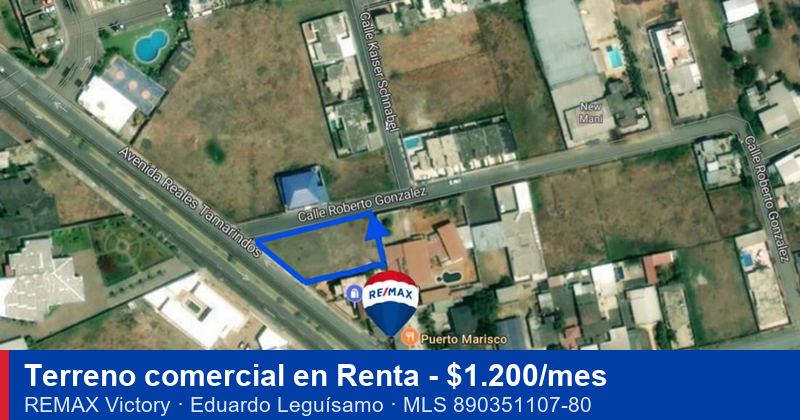 Calle Kaiser Schnabel
New
Mani
Avenida Reales Tamarindos
Calle Roberto Gonzalez
Calle Roberto Gonzalez
RE/MAX
Puerto Marisco
Terreno comercial en Renta - $1.200/mes
REMAX Victory · Eduardo Leguísamo · MLS 890351107-80